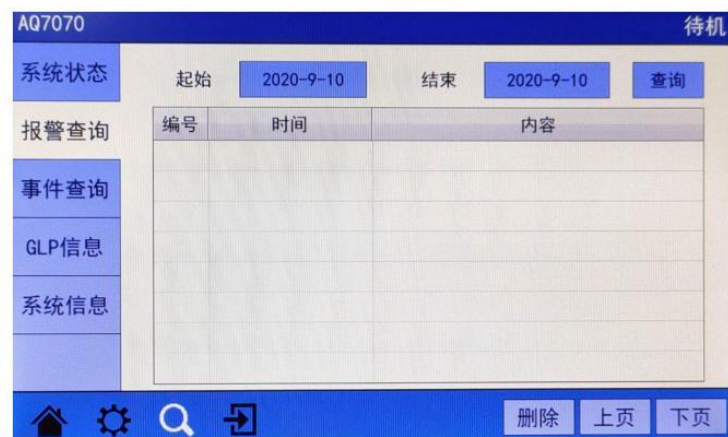 AQ7070 待机
系统状态
报警查询
事件查询
GLP信息
系统信息
起始 2020-9-10 结束 2020-9-10 查询
编号 时间 内容
删除 上页 下页